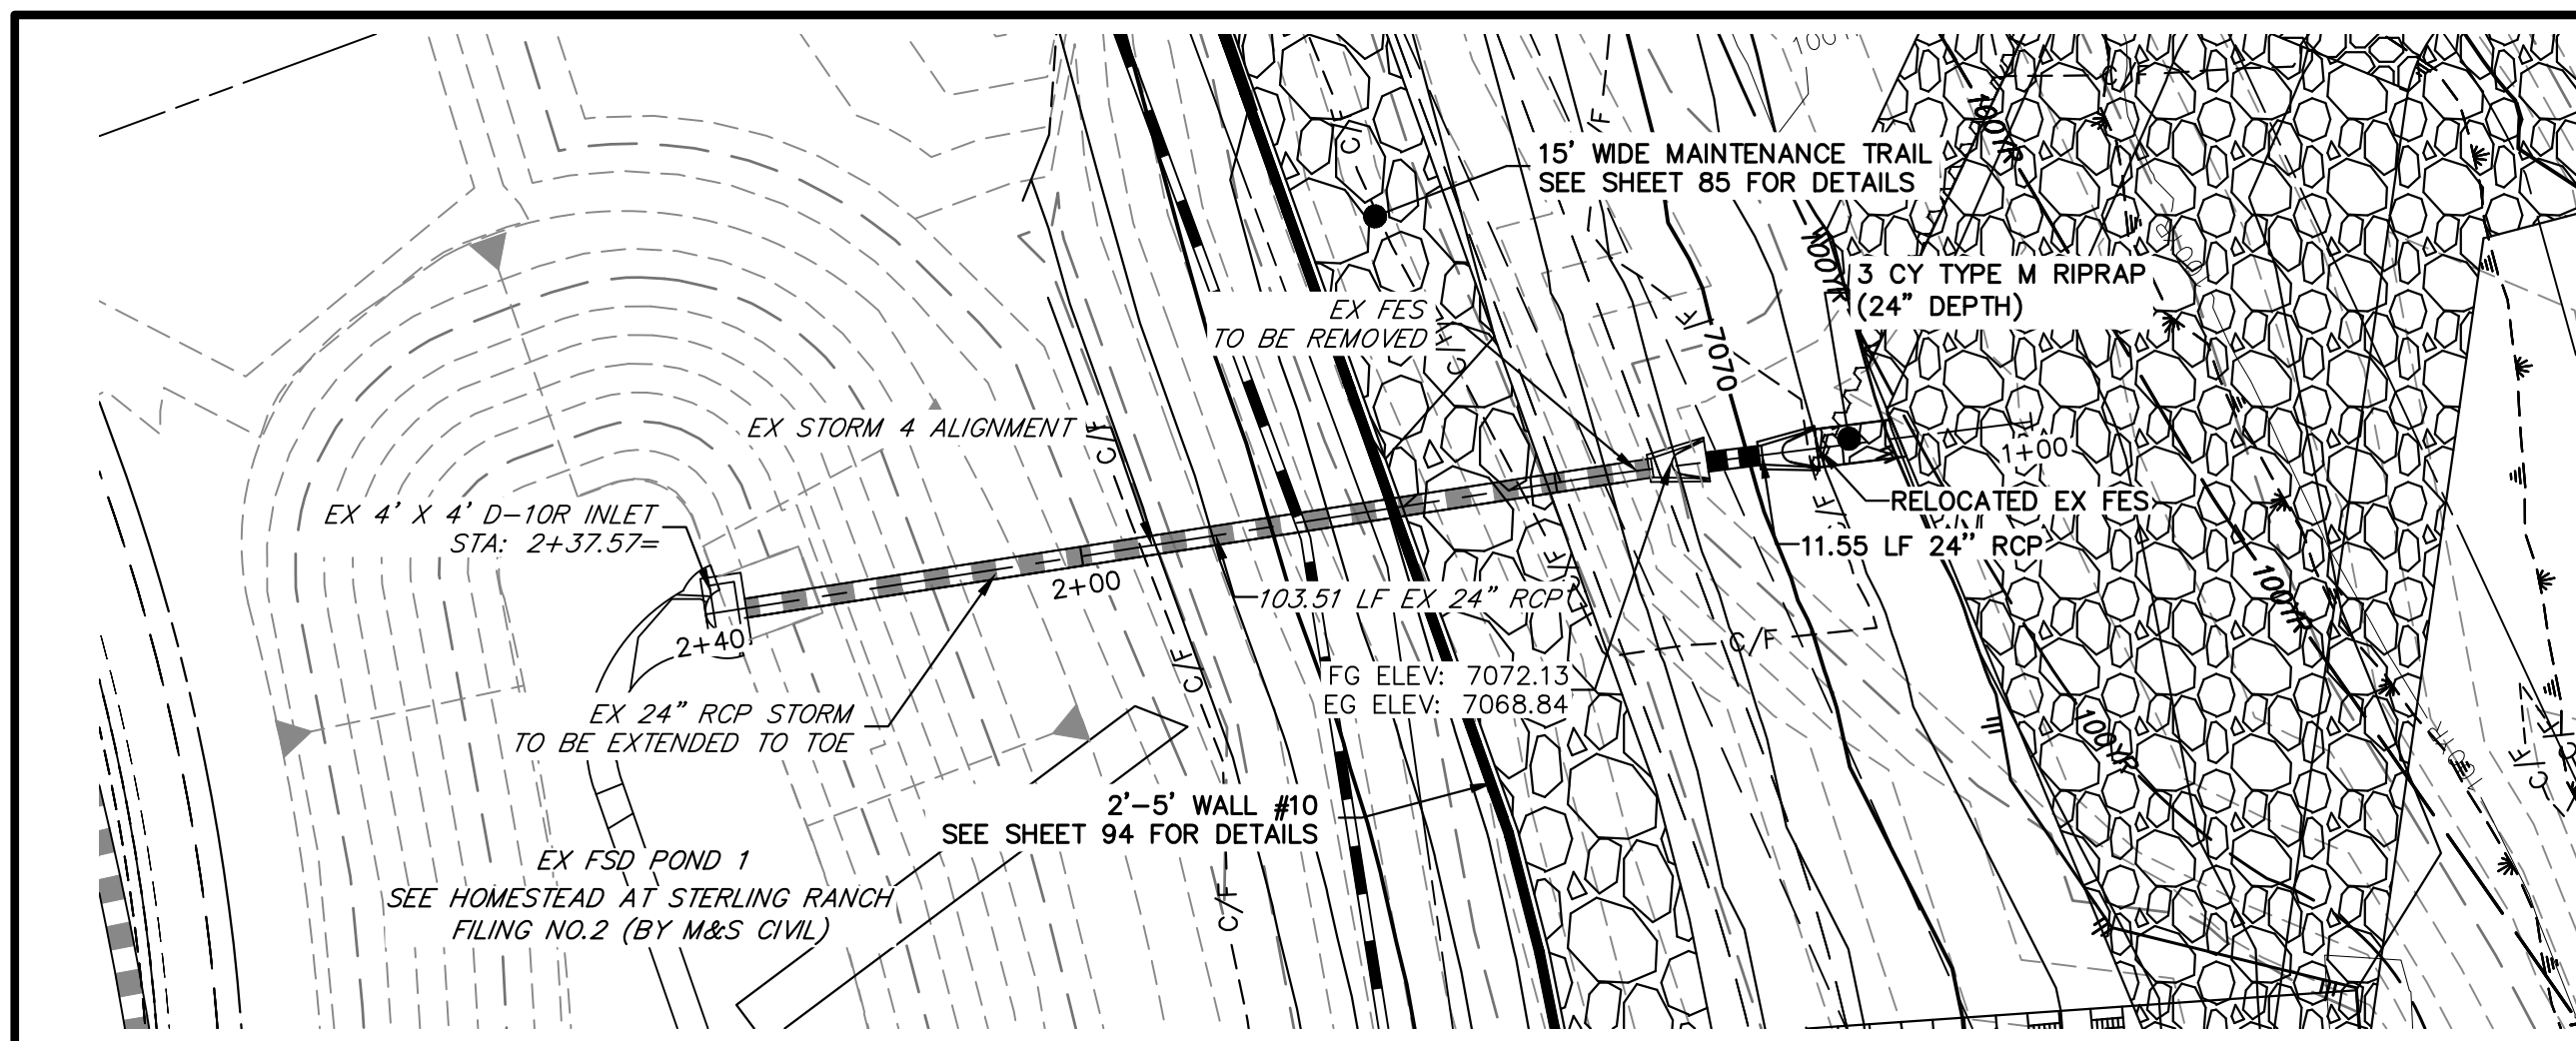 100
C/F
100YR
C/F
C/F
15' WIDE MAINTENANCE TRAIL
SEE SHEET 85 FOR DETAILS
100YR
3 CY TYPE M RIPRAP
(24" DEPTH)
EX FES
TO BE REMOVED
C/F
7070
EX STORM 4 ALIGNMENT
C/F
1+00
EX 4' X 4' D-10R INLET
STA: 2+37.57=
RELOCATED EX FES
11.55 LF 24" RCP
C/F
C/F
2+00
103.51 LF EX 24" RCP
100YR
2+40
C/F
C/F
FG ELEV: 7072.13
EG ELEV: 7068.84
EX 24" RCP STORM
TO BE EXTENDED TO TOE
100YR
C/F
2'-5' WALL #10
SEE SHEET 94 FOR DETAILS
EX FSD POND 1
SEE HOMESTEAD AT STERLING RANCH
FILING NO.2 (BY M&S CIVIL)
C/F